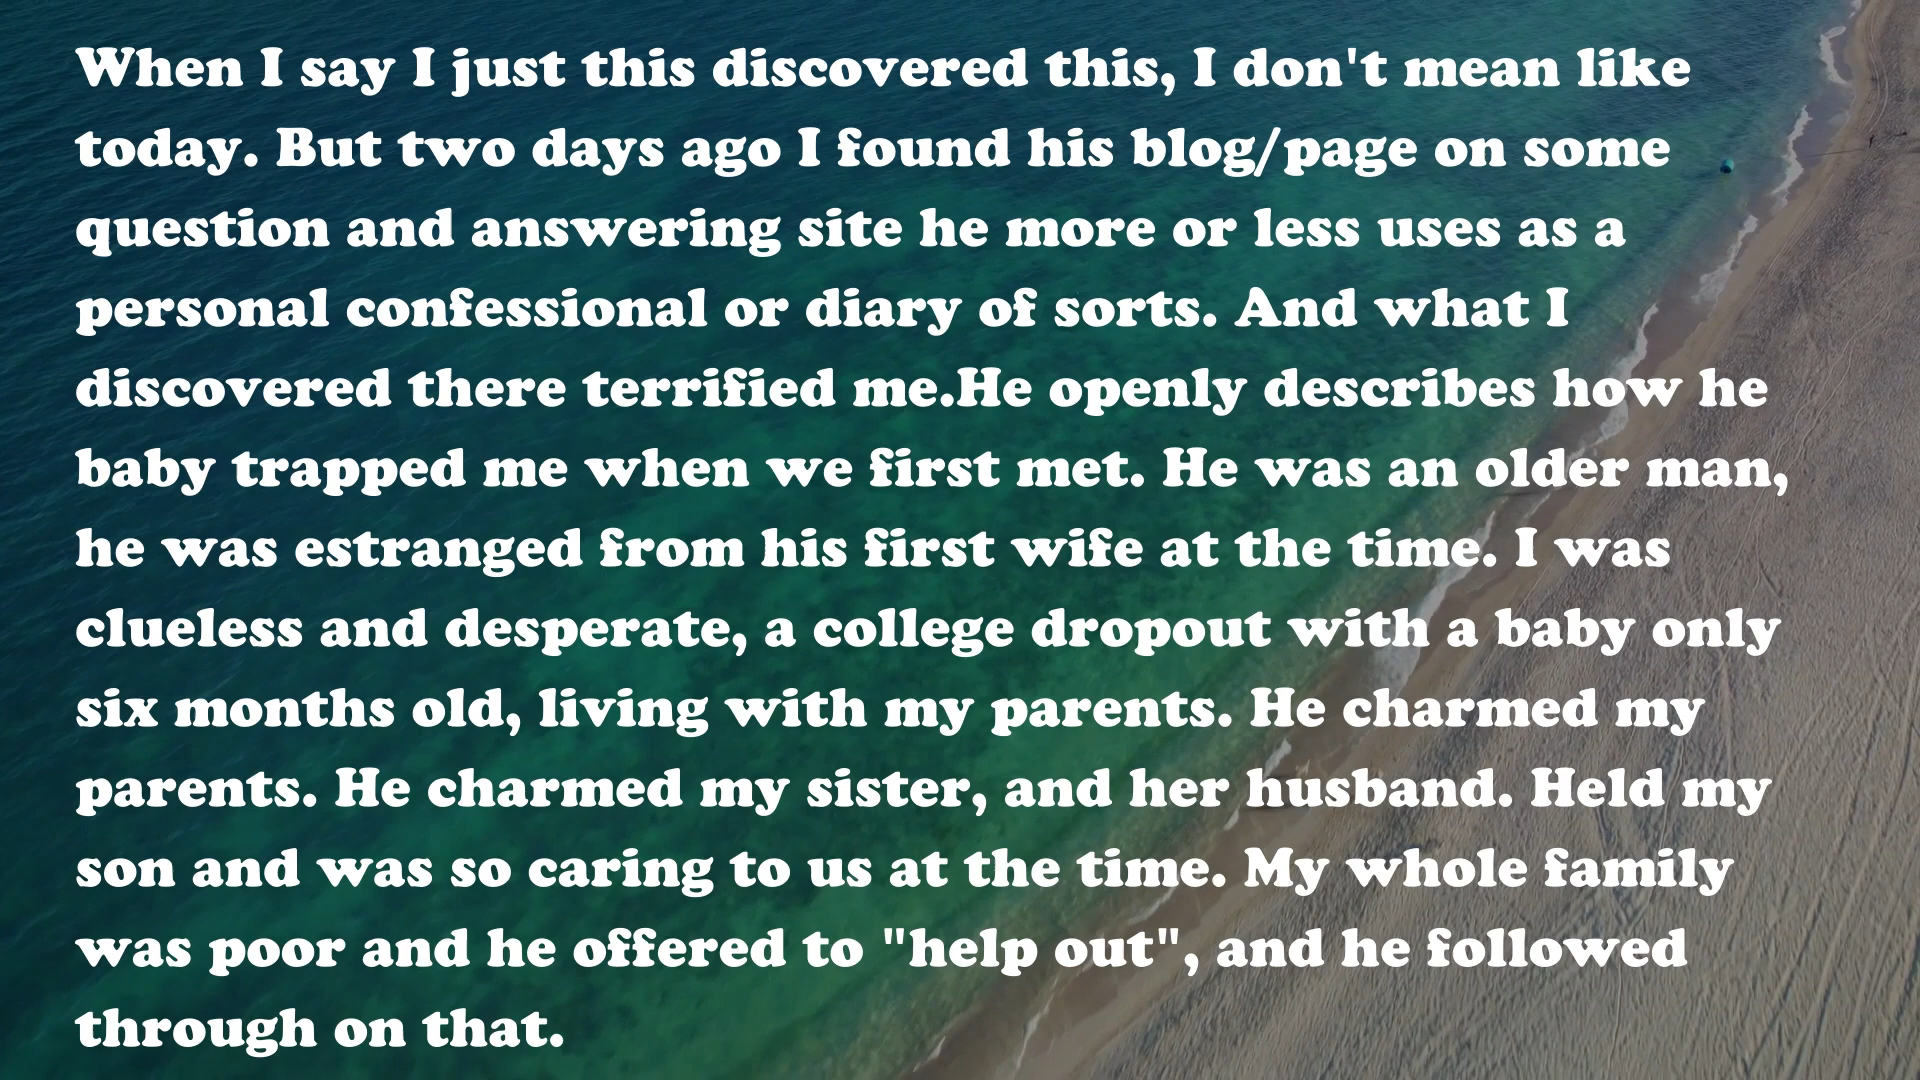 When I say I just this discovered this, I don't mean like
today. But two days ago I found his blog/page on some
question and answering site he more or less uses as a
personal confessional or diary of sorts. And what I
discovered there terrified me.He openly describes how he
baby trapped me when we first met. He was an older man,
he was estranged from his first wife at the time. I was
clueless and desperate, a college dropout with a baby only
six months old, living with my parents. He charmed my
parents. He charmed my sister, and her husband. Held my
son and was so caring to us at the time. My whole family
was poor and he offered to "help out", and he followed
through on that.